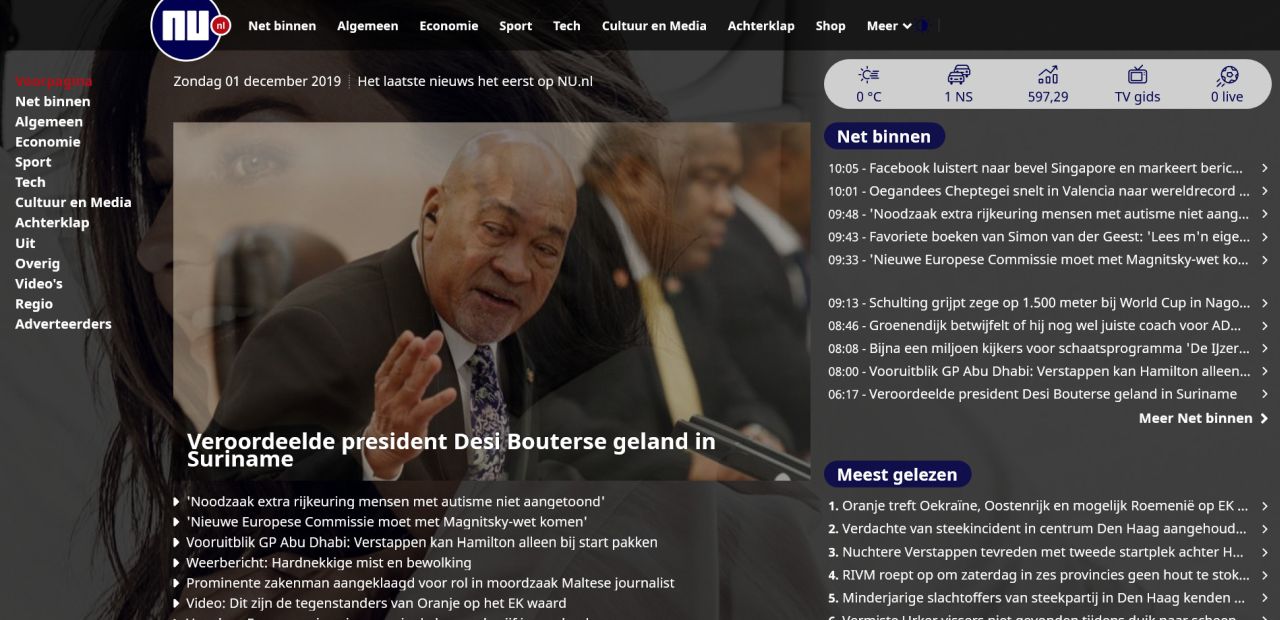 NU nl
Net binnen Algemeen Economie Sport Tech Cultuur en Media Achterklap Shop Meer
Voorpagina
Net binnen
Algemeen
Economie
Sport
Tech
Cultuur en Media
Achterklap
Uit
Overig
Video's
Regio
Adverteerders
Zondag 01 december 2019 Het laatste nieuws het eerst op NU.nl
Veroordeelde president Desi Bouterse geland in
Suriname
'Noodzaak extra rijkeuring mensen met autisme niet aangetoond'
'Nieuwe Europese Commissie moet met Magnitsky-wet komen'
Vooruitblik GP Abu Dhabi: Verstappen kan Hamilton alleen bij start pakken
Weerbericht: Hardnekkige mist en bewolking
Prominente zakenman aangeklaagd voor rol in moordzaak Maltese journalist
Video: Dit zijn de tegenstanders van Oranje op het EK waard
0 °C 1 NS 597,29 TV gids 0 live
Net binnen
10:05 - Facebook luistert naar bevel Singapore en markeert beric...
10:01 - Oegandees Cheptegei snelt in Valencia naar wereldrecord ...
09:48 - 'Noodzaak extra rijkeuring mensen met autisme niet aang...
09:43 - Favoriete boeken van Simon van der Geest: 'Lees m'n eige...
09:33 - 'Nieuwe Europese Commissie moet met Magnitsky-wet ko...
09:13 - Schulting grijpt zege op 1.500 meter bij World Cup in Nago...
08:46 - Groenendijk betwijfelt of hij nog wel juiste coach voor AD...
08:08 - Bijna een miljoen kijkers voor schaatsprogramma 'De IJzer...
08:00 - Vooruitblik GP Abu Dhabi: Verstappen kan Hamilton alleen...
06:17 - Veroordeelde president Desi Bouterse geland in Suriname
Meer Net binnen
Meest gelezen
1. Oranje treft Oekraïne, Oostenrijk en mogelijk Roemenië op EK ...
2. Verdachte van steekincident in centrum Den Haag aangehoud...
3. Nuchtere Verstappen tevreden met tweede startplek achter H...
4. RIVM roept op om zaterdag in zes provincies geen hout te stok...
5. Minderjarige slachtoffers van steekpartij in Den Haag kenden ...